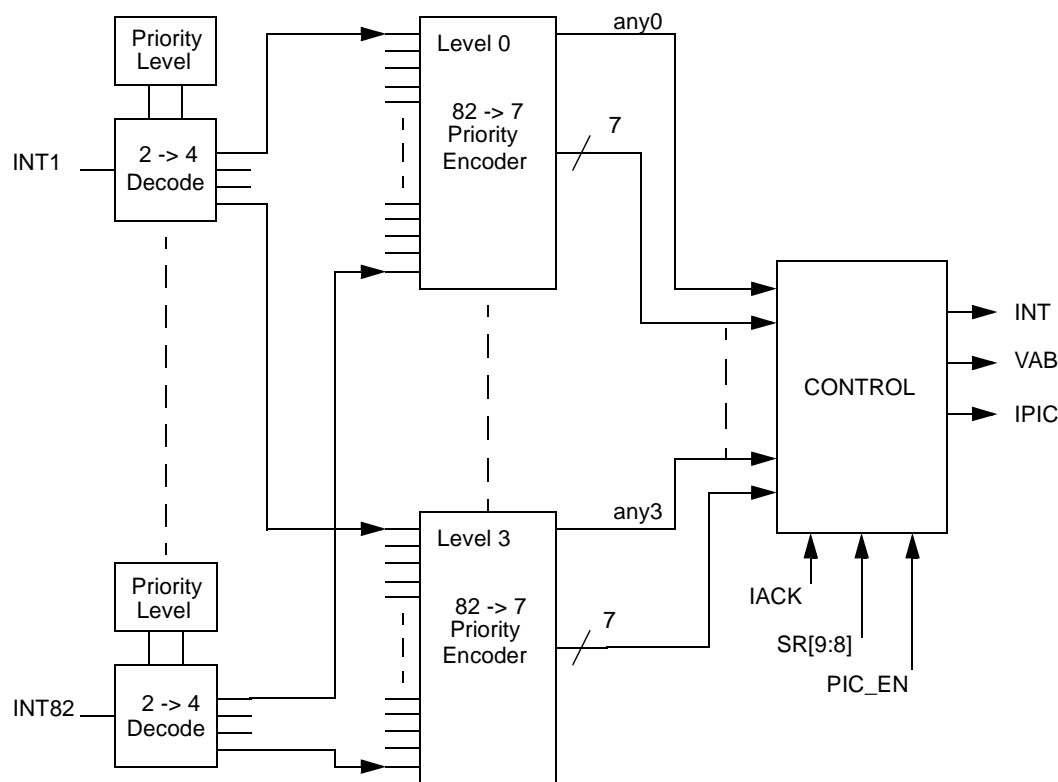 Priority
Level
INT1
2 -> 4
Decode
Level 0
82 -> 7
Priority
Encoder
any0
7
CONTROL
INT
VAB
IPIC
IACK
SR[9:8]
PIC_EN
Priority
Level
INT82
2 -> 4
Decode
Level 3
82 -> 7
Priority
Encoder
any3
7